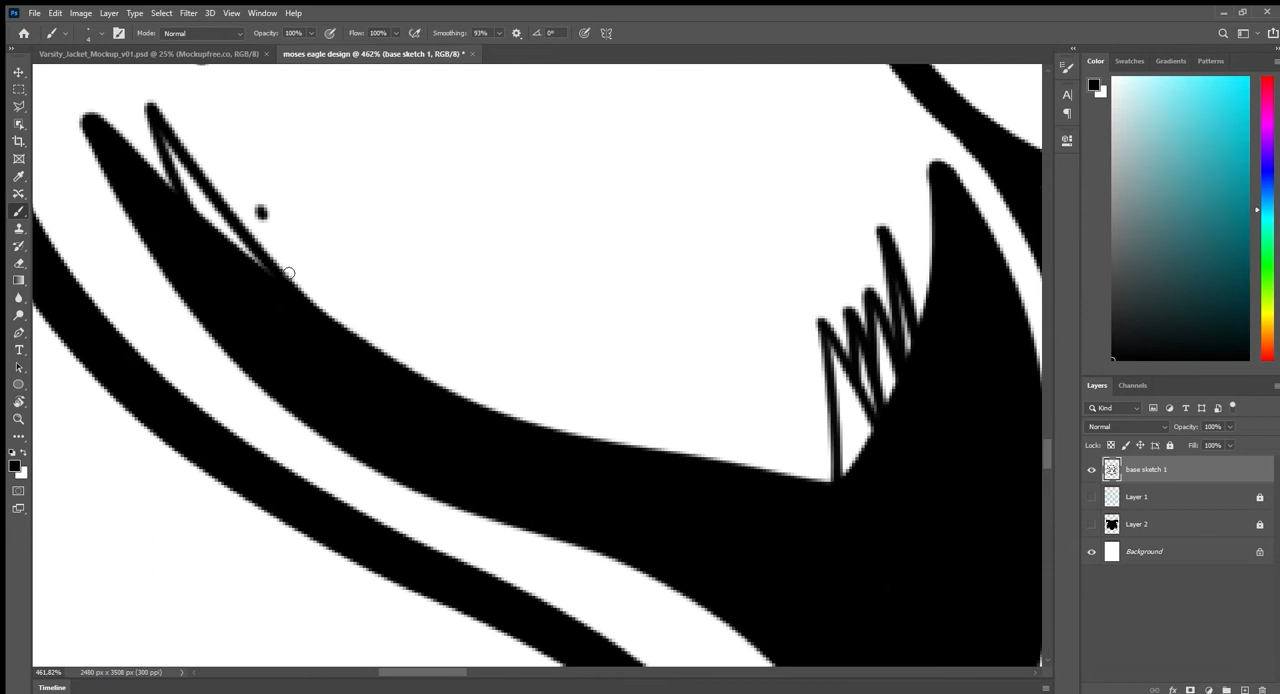 Ps File Edit Image Layer Type Select Filter 3D View Window Help
4 Mode: Normal Opacity: 100% Flow: 100% Smoothing: 93% 0°
Varsity_Jacket_Mockup_v01.psd @ 25% (Mockupfree.co, RGB/8) × moses eagle design @ 462% (base sketch 1, RGB/8) * ×
Color Swatches Gradients Patterns
Layers Channels
Kind
Normal Opacity: 100%
Lock: Fill: 100%
base sketch 1
Layer 1
Layer 2
Background
461.82% 2480 px x 3508 px (300 ppi)
Timeline
fx